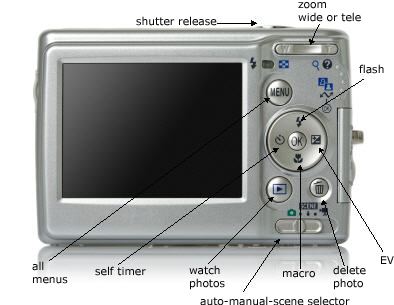 zoom
shutter release
wide or tele
W
flash
MENU
OK
SCENE
EV
all
menus
self timer
watch
photo
macro
delete
photo
auto-manual-scene selector